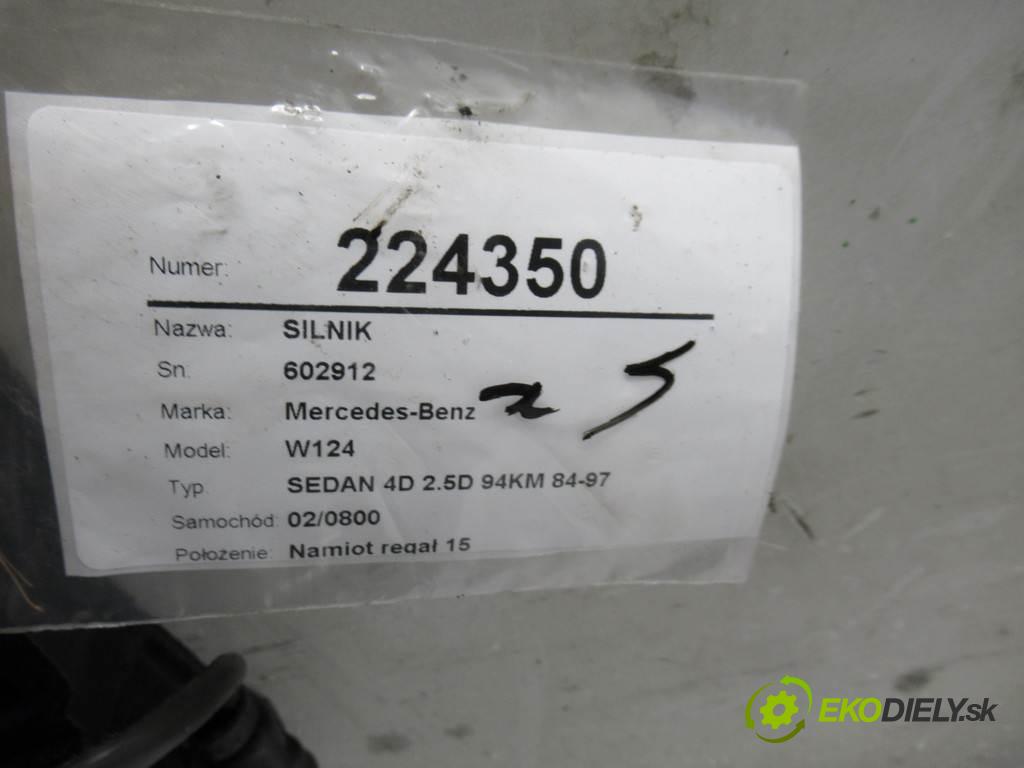 Numer: 224350
Nazwa: SILNIK
Sn: 602912
Marka: Mercedes-Benz
Model: W124
Typ SEDAN 4D 2.5D 94KM 84-97
Samochód: 02/0800
Położenie: Namiot regał 15
EKODIELY.sk